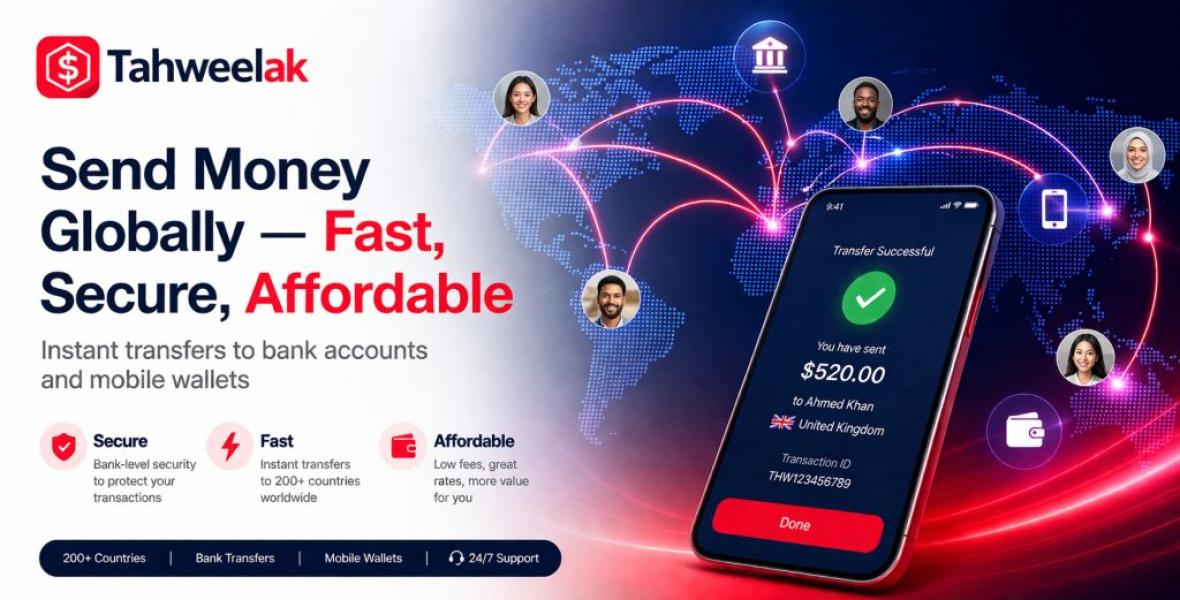 Tahweelak
Send Money
Globally — Fast,
Secure, Affordable
Instant transfers to bank accounts
and mobile wallets
Secure
Bank-level security
to protect your
transactions
Fast
Instant transfers
to 200+ countries
worldwide
Affordable
Low fees, great
rates, more value
for you
200+ Countries | Bank Transfers | Mobile Wallets | 24/7 Support
9:41
Transfer Successful
You have sent
$520.00
to Ahmed Khan
United Kingdom
Transaction ID
THW123456789
Done